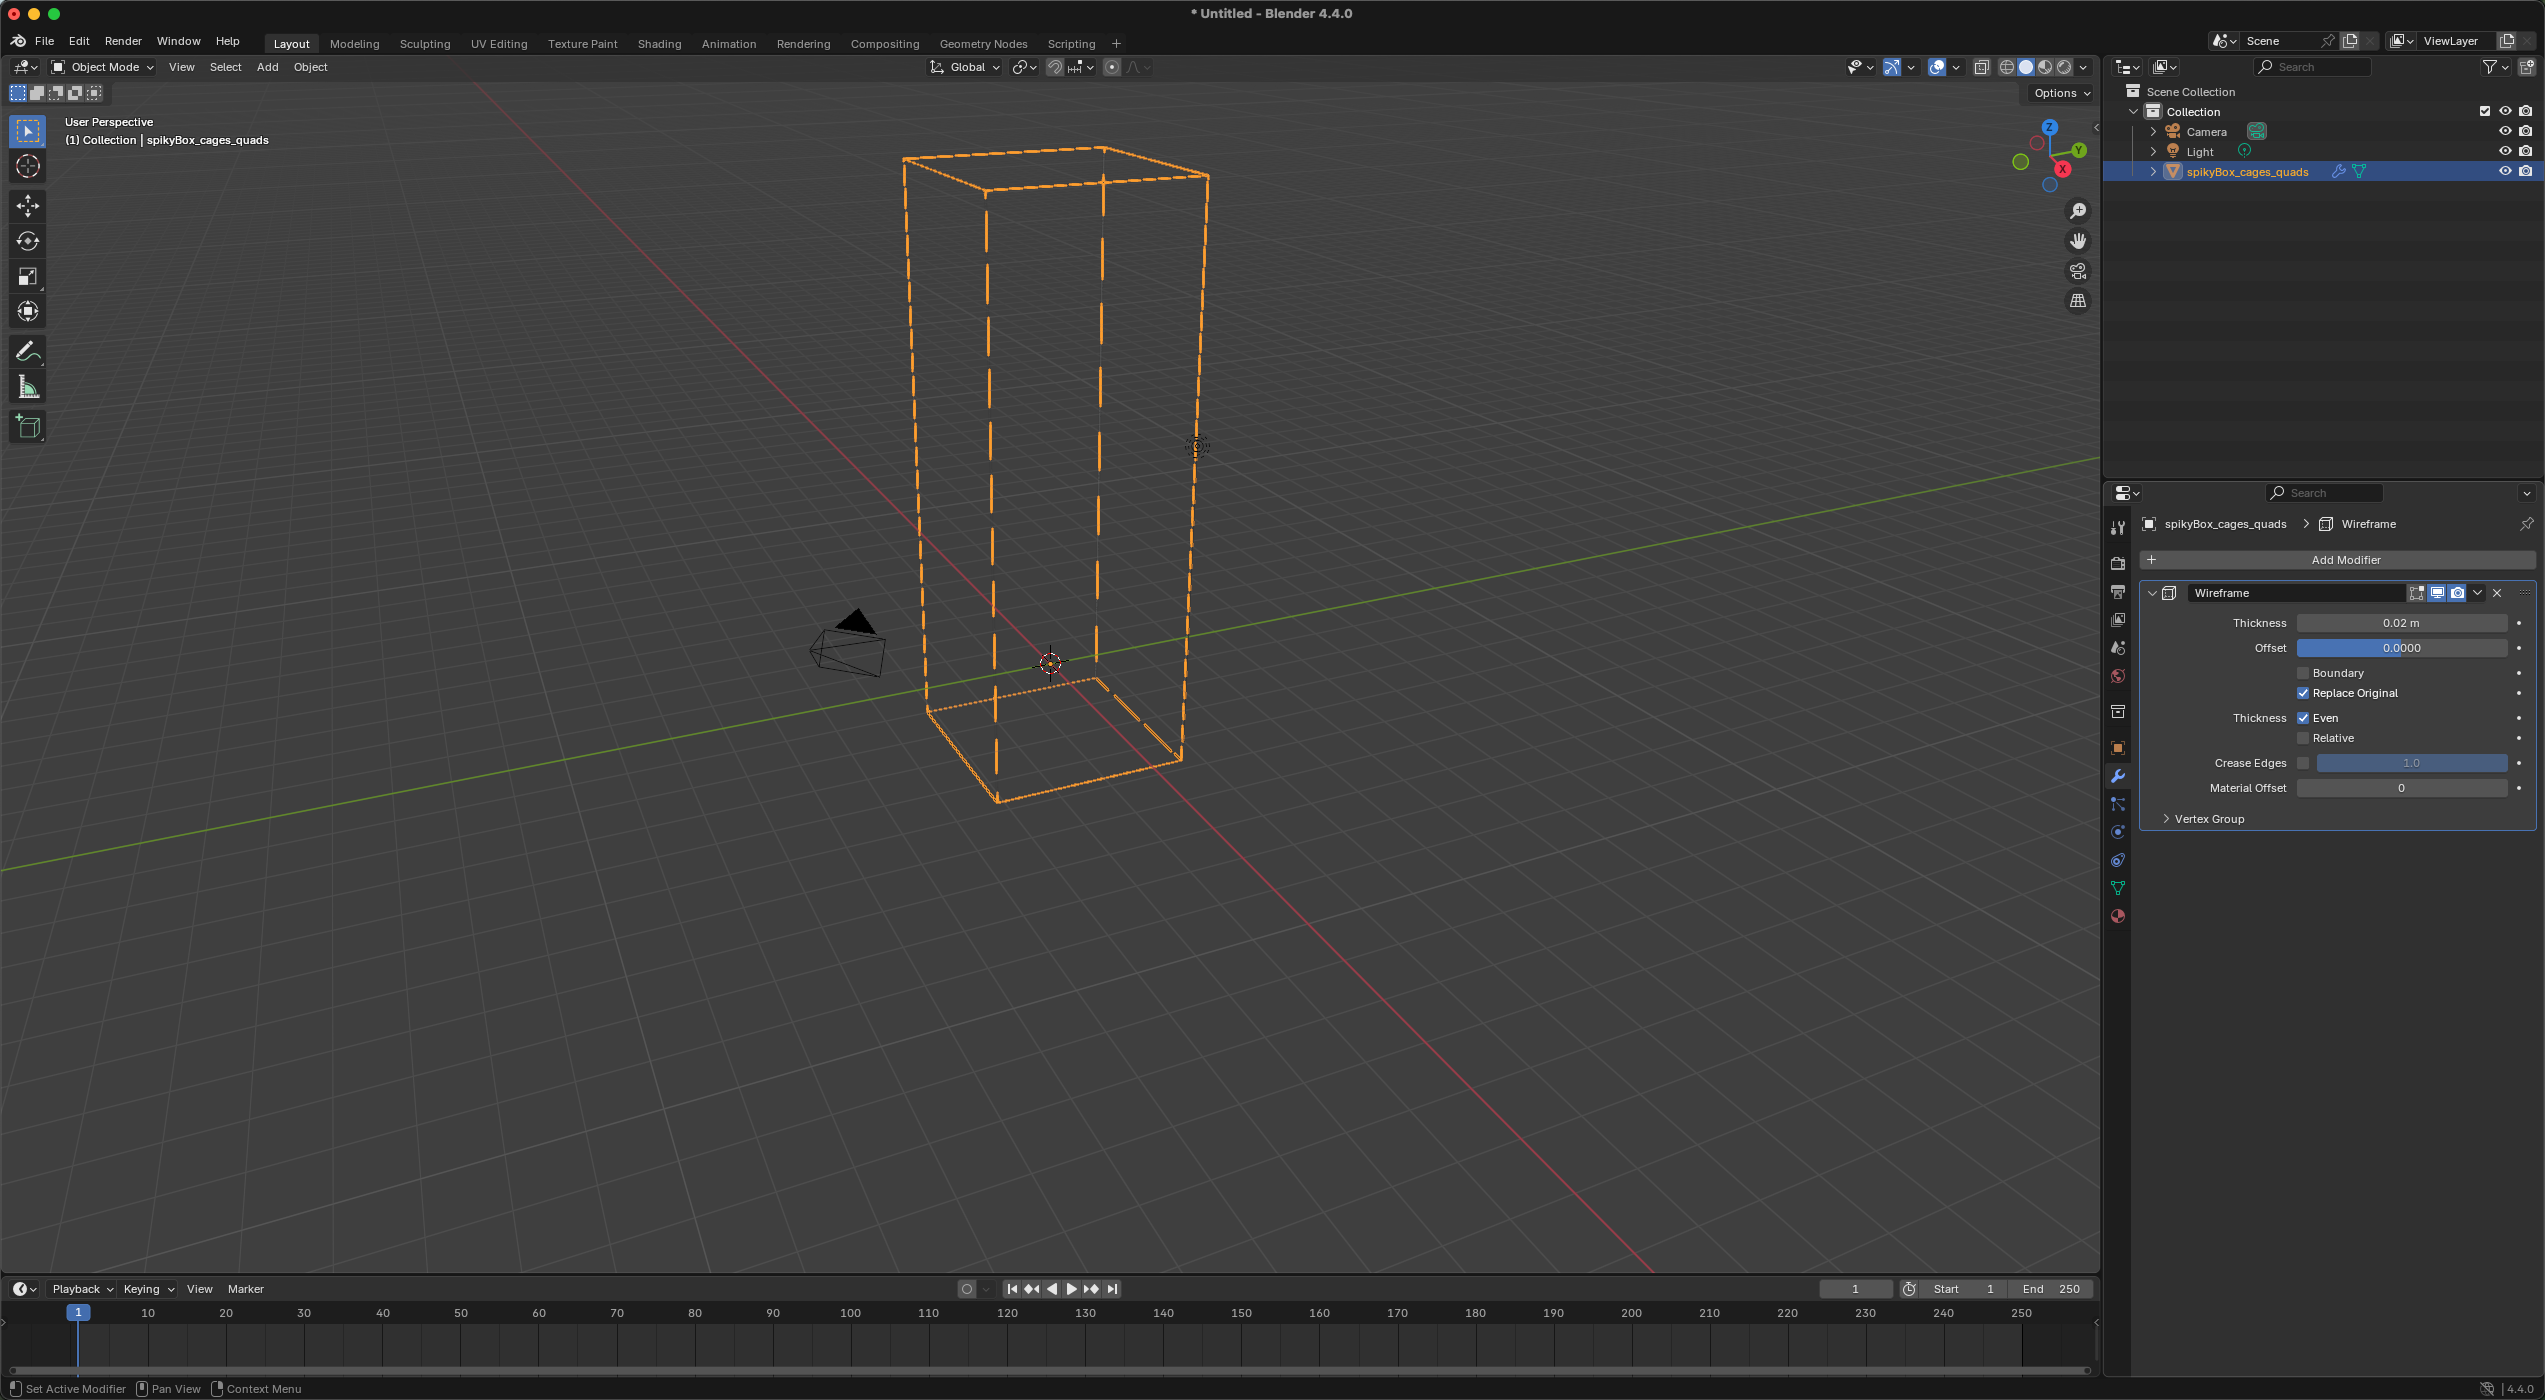 * Untitled - Blender 4.4.0
File Edit Render Window Help
Layout Modeling Sculpting UV Editing Texture Paint Shading Animation Rendering Compositing Geometry Nodes Scripting +
Scene ViewLayer
Object Mode View Select Add Object
Global
Search
Options
User Perspective
(1) Collection | spikyBox_cages_quads
Z
Y
X
Scene Collection
Collection
Camera
Light
spikyBox_cages_quads
Search
spikyBox_cages_quads > Wireframe
+ Add Modifier
Wireframe
Thickness 0.02 m
Offset 0.0000
Boundary
Replace Original
Thickness Even
Relative
Crease Edges 1.0
Material Offset 0
Vertex Group
Playback Keying View Marker
1 Start 1 End 250
1 10 20 30 40 50 60 70 80 90 100 110 120 130 140 150 160 170 180 190 200 210 220 230 240 250
Set Active Modifier Pan View Context Menu
4.4.0